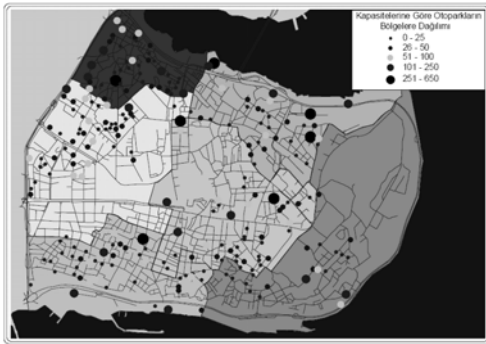 Kapasitelerine Göre Otoparkların
Bölgelere Dağılımı
0 - 25
26 - 50
51 - 100
101 - 250
251 - 650